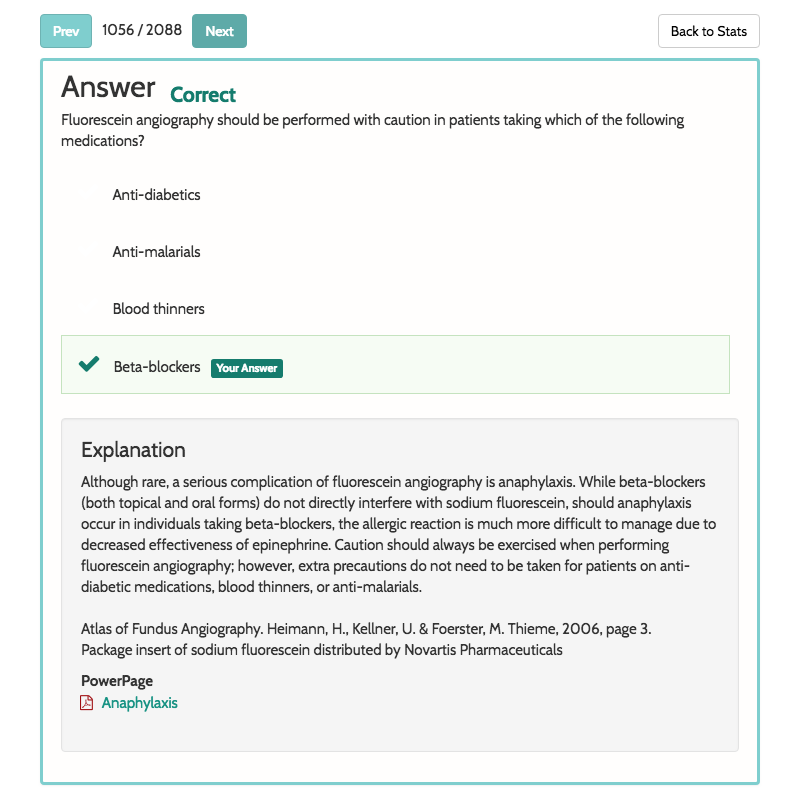 Prev 1056 / 2088 Next Back to Stats
Answer Correct
Fluorescein angiography should be performed with caution in patients taking which of the following
medications?
Anti-diabetics
Anti-malarials
Blood thinners
Beta-blockers Your Answer
Explanation
Although rare, a serious complication of fluorescein angiography is anaphylaxis. While beta-blockers
(both topical and oral forms) do not directly interfere with sodium fluorescein, should anaphylaxis
occur in individuals taking beta-blockers, the allergic reaction is much more difficult to manage due to
decreased effectiveness of epinephrine. Caution should always be exercised when performing
fluorescein angiography; however, extra precautions do not need to be taken for patients on anti-
diabetic medications, blood thinners, or anti-malarials.
Atlas of Fundus Angiography. Heimann, H., Kellner, U. & Foerster, M. Thieme, 2006, page 3.
Package insert of sodium fluorescein distributed by Novartis Pharmaceuticals
PowerPage
Anaphylaxis